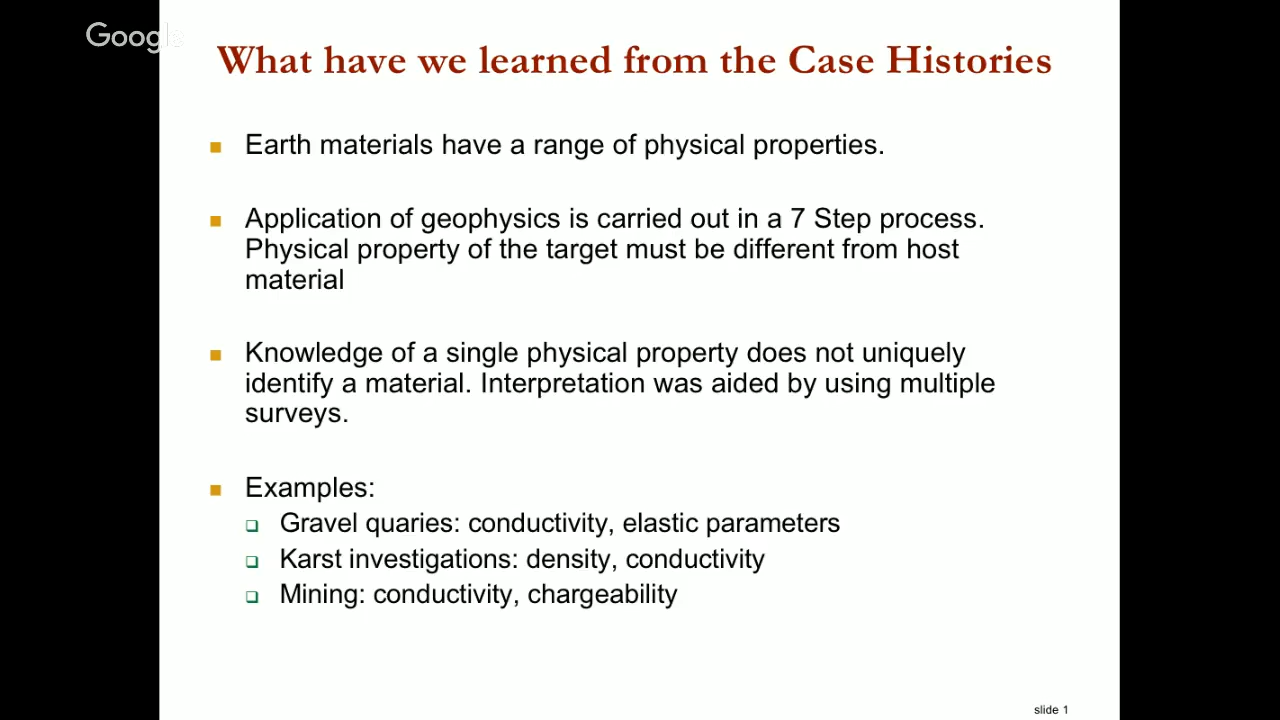 Google
What have we learned from the Case Histories
Earth materials have a range of physical properties.
Application of geophysics is carried out in a 7 Step process.
Physical property of the target must be different from host
material
Knowledge of a single physical property does not uniquely
identify a material. Interpretation was aided by using multiple
surveys.
Examples:
Gravel quaries: conductivity, elastic parameters
Karst investigations: density, conductivity
Mining: conductivity, chargeability
slide 1